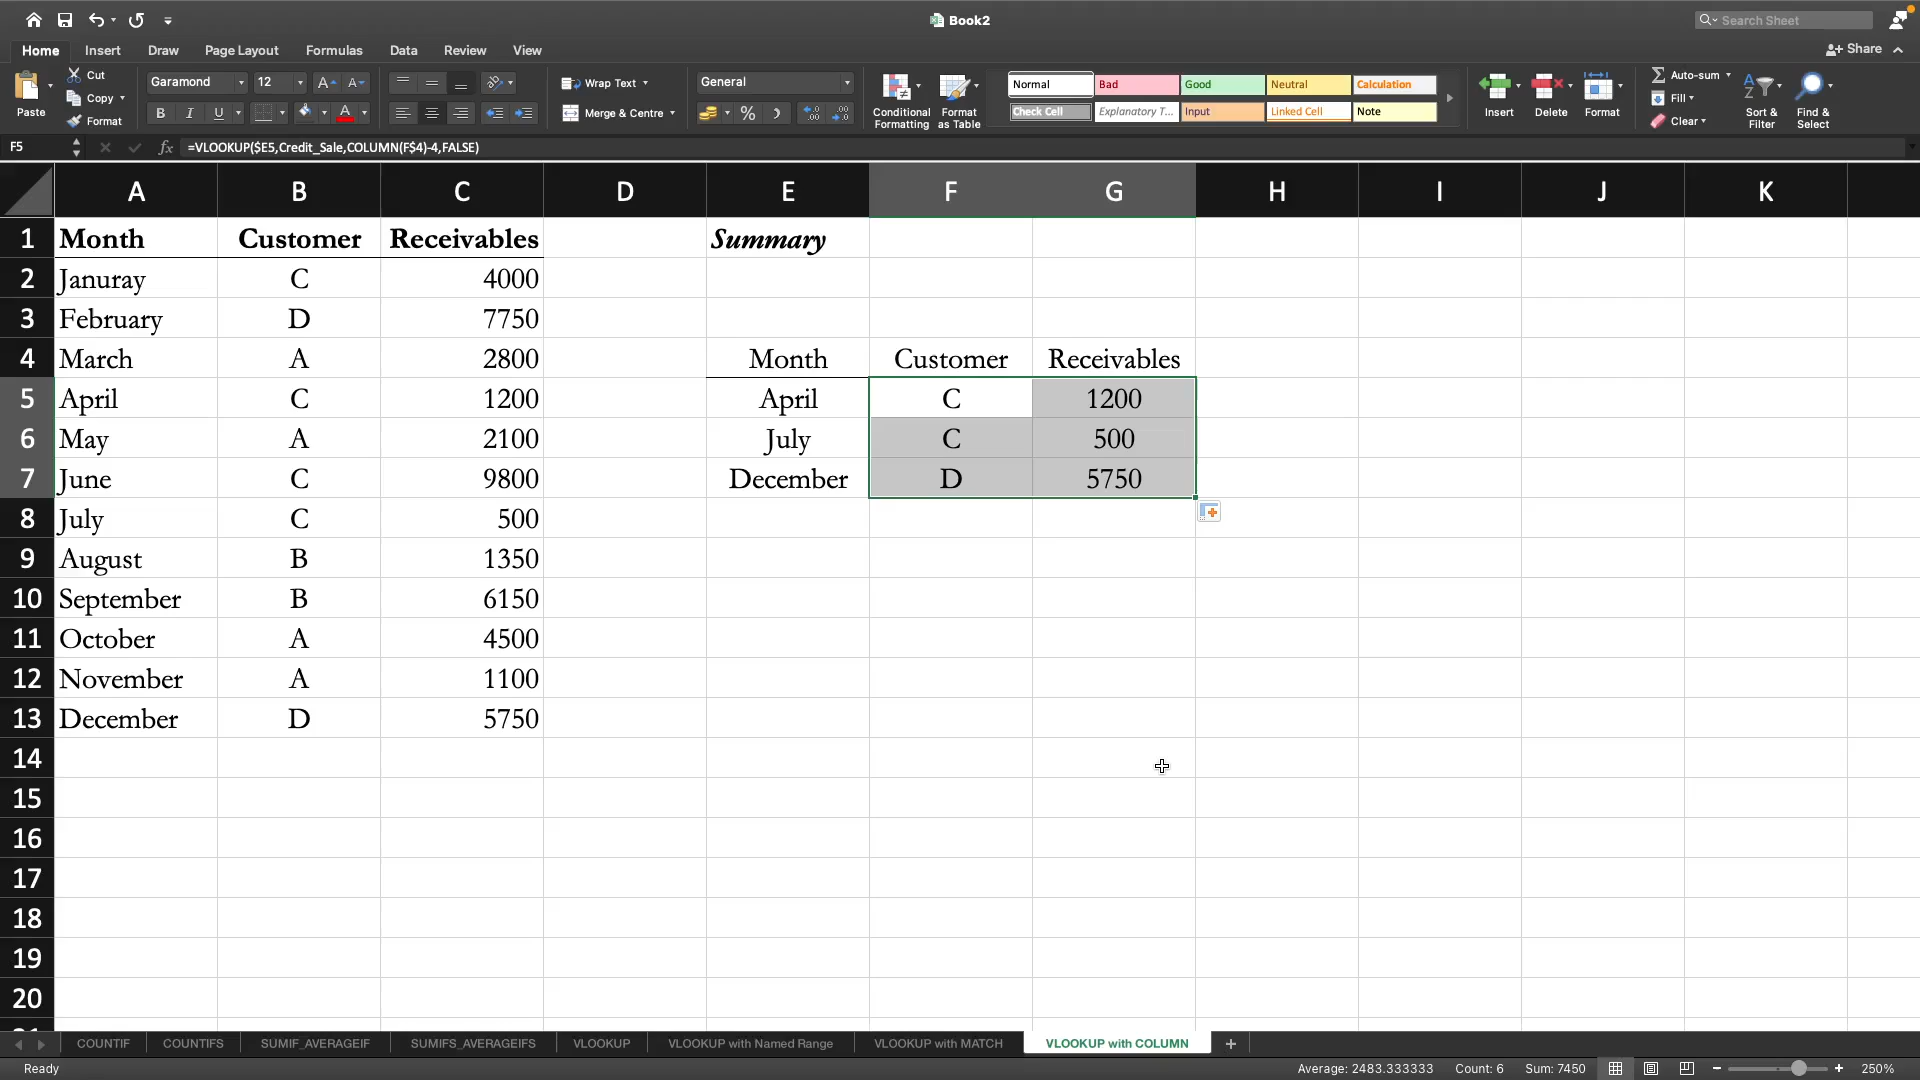 Book2
Search Sheet
Home Insert Draw Page Layout Formulas Data Review View
Share
Paste
Cut
Copy
Format
Garamond 12
B I U
Wrap Text
Merge & Centre
General
Conditional Formatting
Format as Table
Normal Bad Good Neutral Calculation
Check Cell Explanatory T... Input Linked Cell Note
Insert Delete Format
Auto-sum
Fill
Clear
Sort & Filter
Find & Select
F5 fx =VLOOKUP($E5,Credit_Sale,COLUMN(F$4)-4,FALSE)
A B C D E F G H I J K
1 Month Customer Receivables Summary
2 Januray C 4000
3 February D 7750
4 March A 2800 Month Customer Receivables
5 April C 1200 April C 1200
6 May A 2100 July C 500
7 June C 9800 December D 5750
8 July C 500
9 August B 1350
10 September B 6150
11 October A 4500
12 November A 1100
13 December D 5750
14
15
16
17
18
19
20
COUNTIF COUNTIFS SUMIF_AVERAGEIF SUMIFS_AVERAGEIFS VLOOKUP VLOOKUP with Named Range VLOOKUP with MATCH VLOOKUP with COLUMN
Ready Average: 2483.333333 Count: 6 Sum: 7450 250%